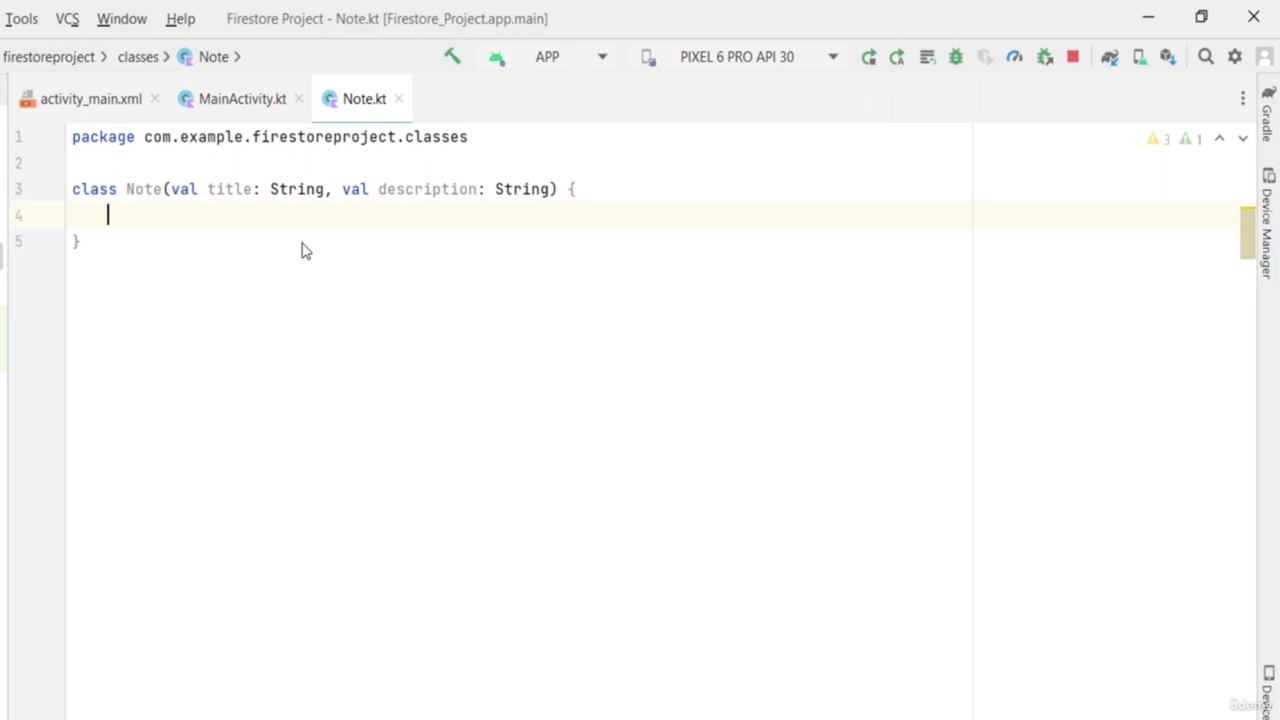 Tools VCS Window Help Firestore Project - Note.kt [Firestore_Project.app.main]
firestoreproject classes Note APP PIXEL 6 PRO API 30
activity_main.xml MainActivity.kt Note.kt
1 package com.example.firestoreproject.classes 3 1
2
3 class Note(val title: String, val description: String) {
4
5 }
Gradle
Device Manager
Devic
ûdemy